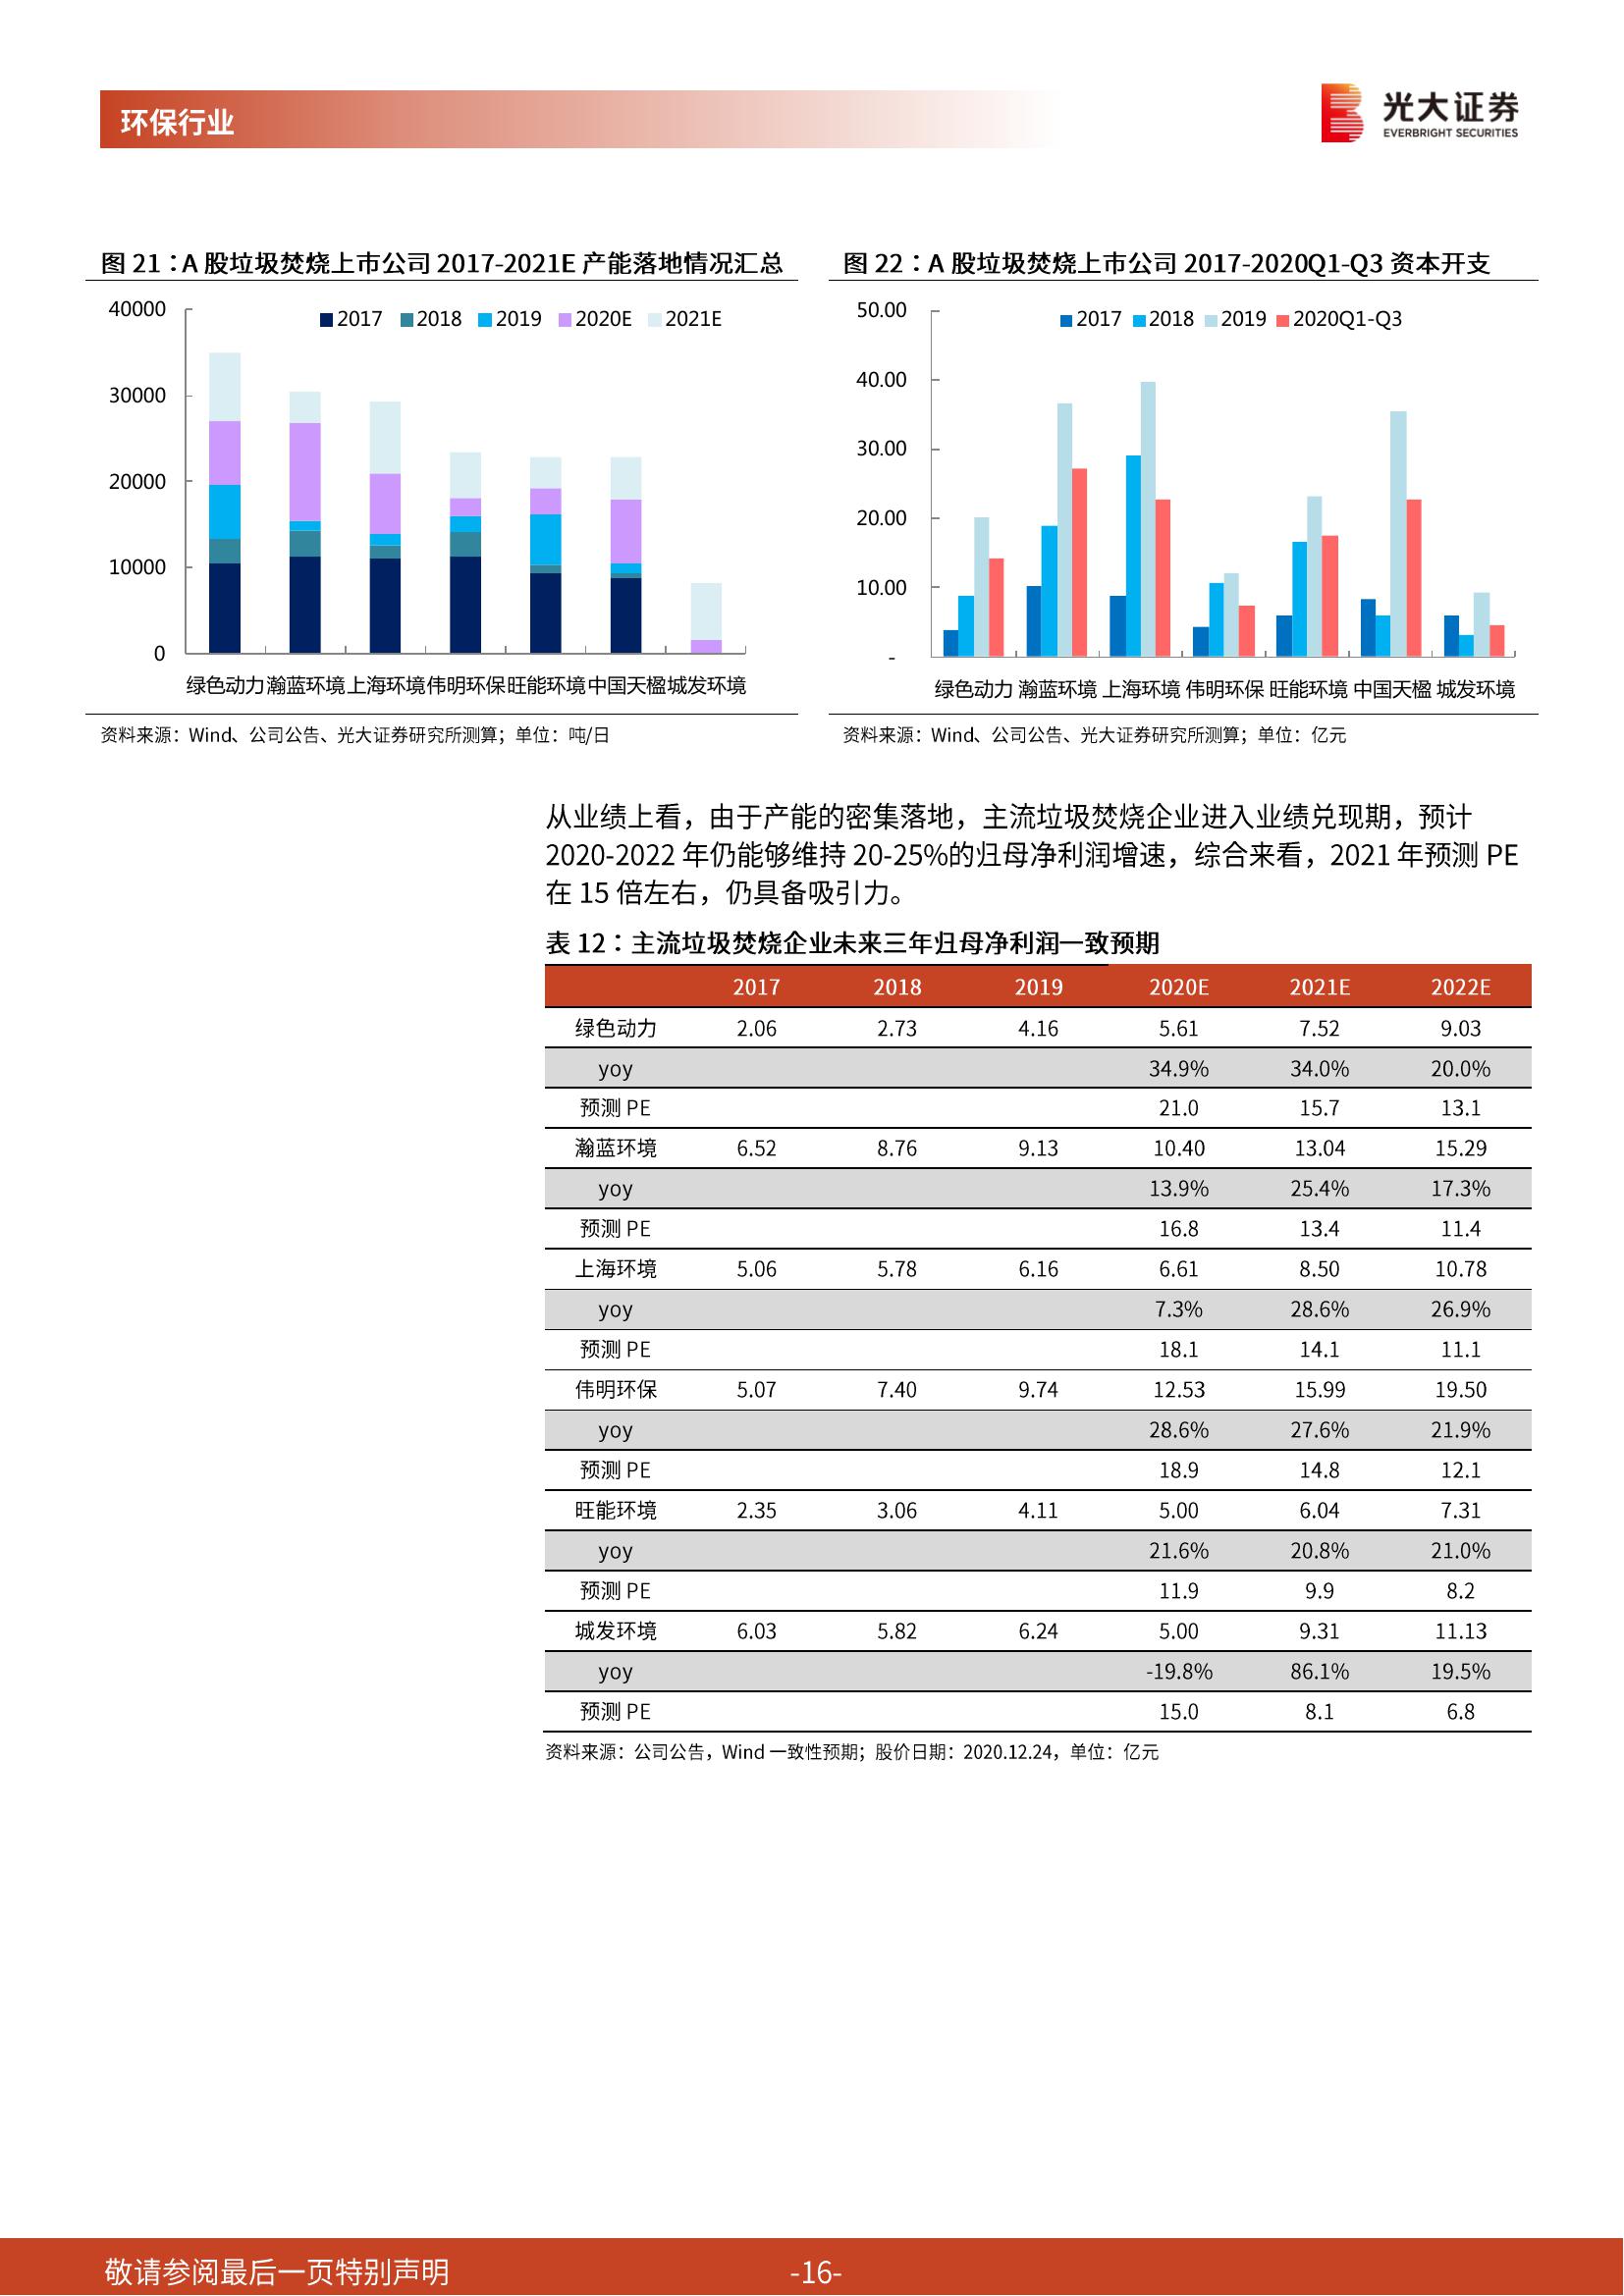 环保行业
光大证券
EVERBRIGHT SECURITIES
图 21：A 股垃圾焚烧上市公司 2017-2021E 产能落地情况汇总
40000
2017 2018 2019 2020E 2021E
30000
20000
10000
0
绿色动力 瀚蓝环境 上海环境 伟明环保 旺能环境 中国天楹 城发环境
资料来源：Wind、公司公告、光大证券研究所测算；单位：吨/日
图 22：A 股垃圾焚烧上市公司 2017-2020Q1-Q3 资本开支
50.00
2017 2018 2019 2020Q1-Q3
40.00
30.00
20.00
10.00
-
绿色动力 瀚蓝环境 上海环境 伟明环保 旺能环境 中国天楹 城发环境
资料来源：Wind、公司公告、光大证券研究所测算；单位：亿元
从业绩上看，由于产能的密集落地，主流垃圾焚烧企业进入业绩兑现期，预计
2020-2022 年仍能够维持 20-25%的归母净利润增速，综合来看，2021 年预测 PE
在 15 倍左右，仍具备吸引力。
表 12：主流垃圾焚烧企业未来三年归母净利润一致预期
2017 2018 2019 2020E 2021E 2022E
绿色动力 2.06 2.73 4.16 5.61 7.52 9.03
yoy 34.9% 34.0% 20.0%
预测 PE 21.0 15.7 13.1
瀚蓝环境 6.52 8.76 9.13 10.40 13.04 15.29
yoy 13.9% 25.4% 17.3%
预测 PE 16.8 13.4 11.4
上海环境 5.06 5.78 6.16 6.61 8.50 10.78
yoy 7.3% 28.6% 26.9%
预测 PE 18.1 14.1 11.1
伟明环保 5.07 7.40 9.74 12.53 15.99 19.50
yoy 28.6% 27.6% 21.9%
预测 PE 18.9 14.8 12.1
旺能环境 2.35 3.06 4.11 5.00 6.04 7.31
yoy 21.6% 20.8% 21.0%
预测 PE 11.9 9.9 8.2
城发环境 6.03 5.82 6.24 5.00 9.31 11.13
yoy -19.8% 86.1% 19.5%
预测 PE 15.0 8.1 6.8
资料来源：公司公告，Wind 一致性预期；股价日期：2020.12.24，单位：亿元
敬请参阅最后一页特别声明
-16-